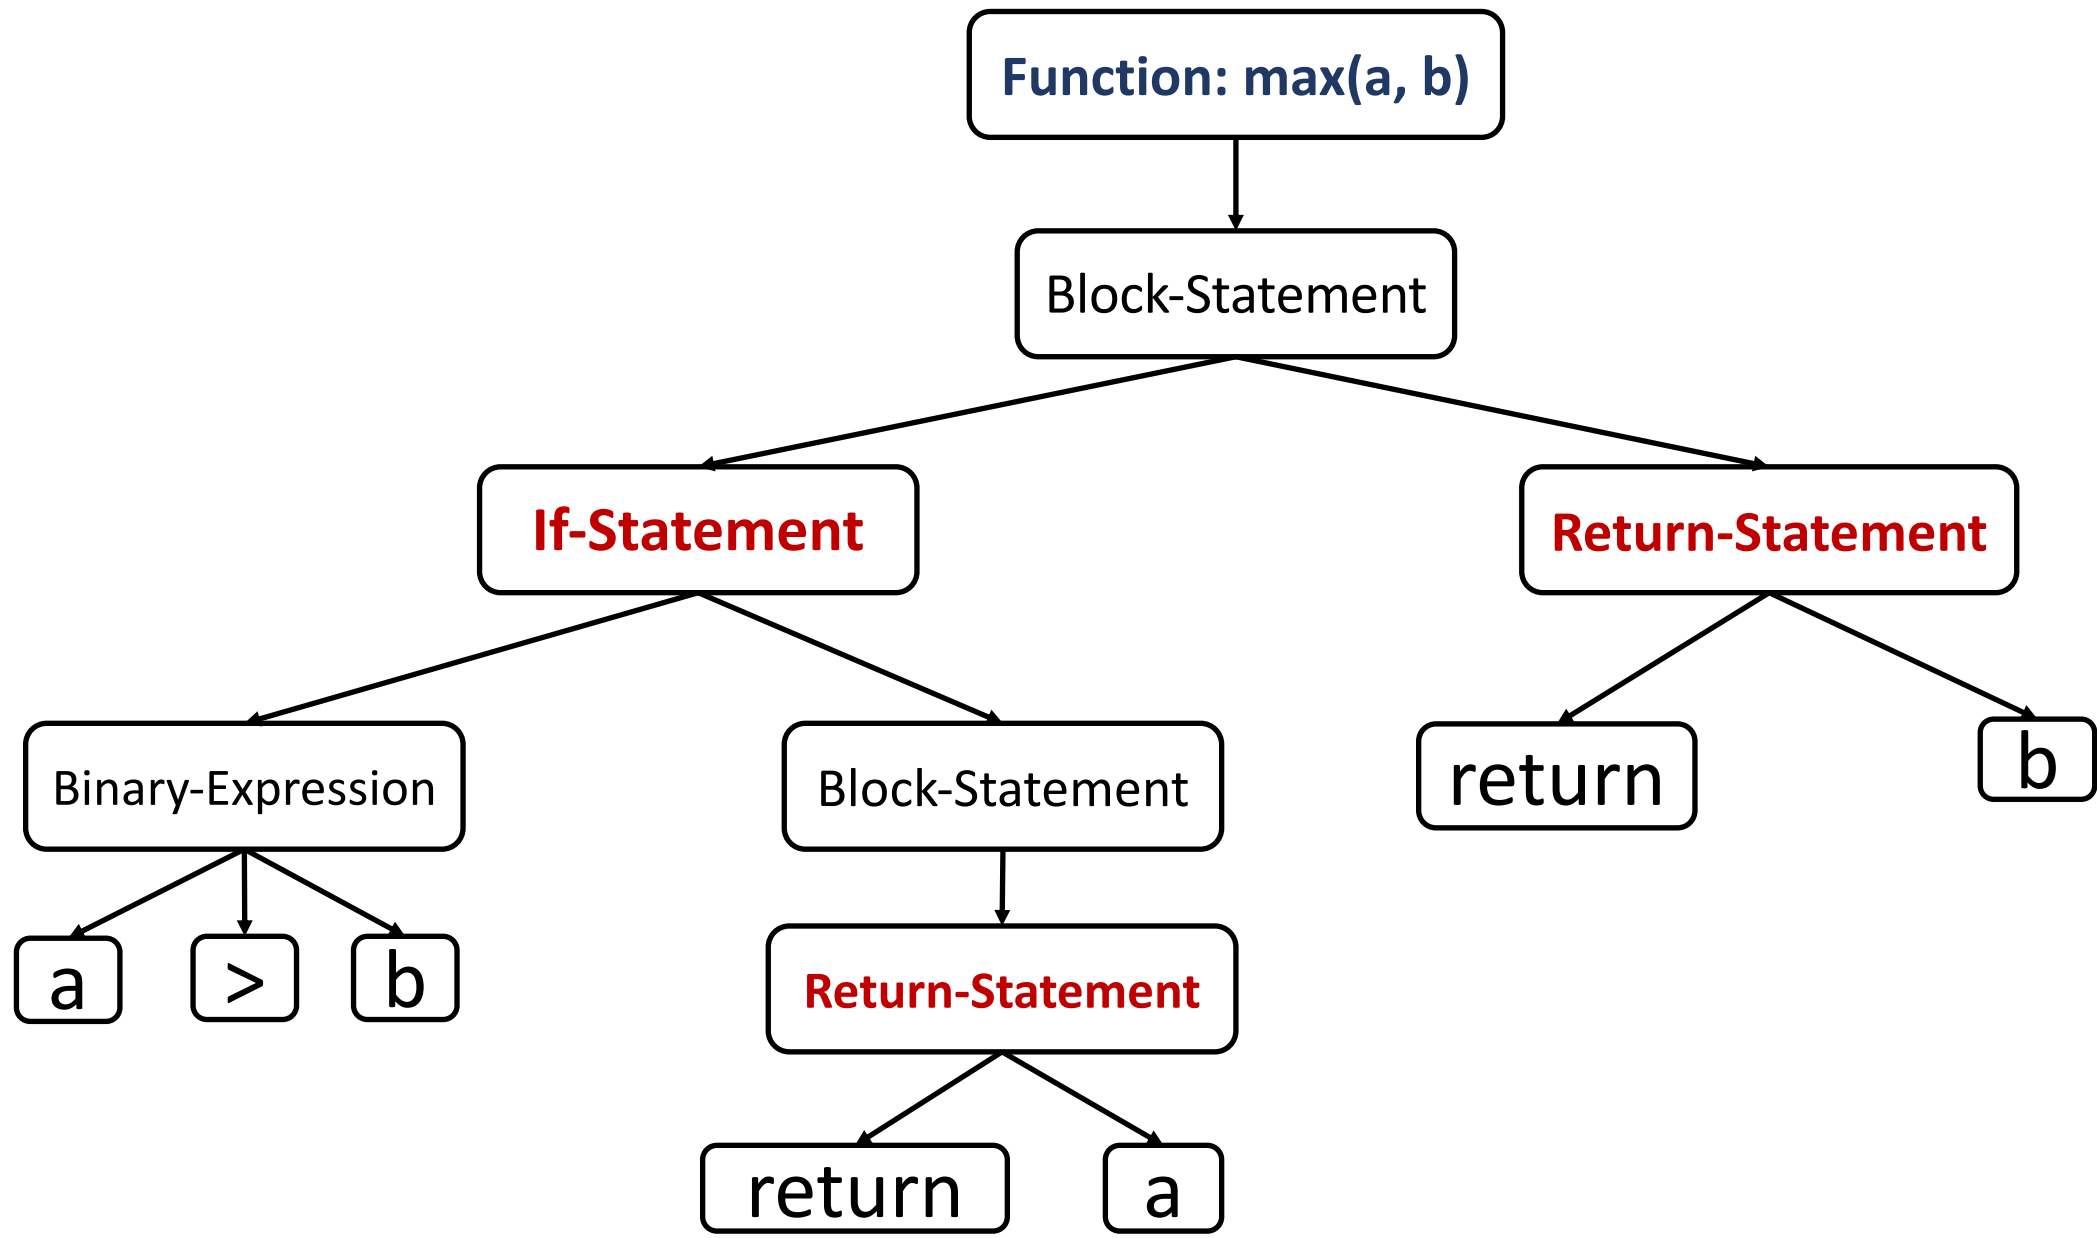 Function: max(a, b)
Block-Statement
If-Statement
Return-Statement
Binary-Expression
Block-Statement
return
b
a
>
b
Return-Statement
return
a